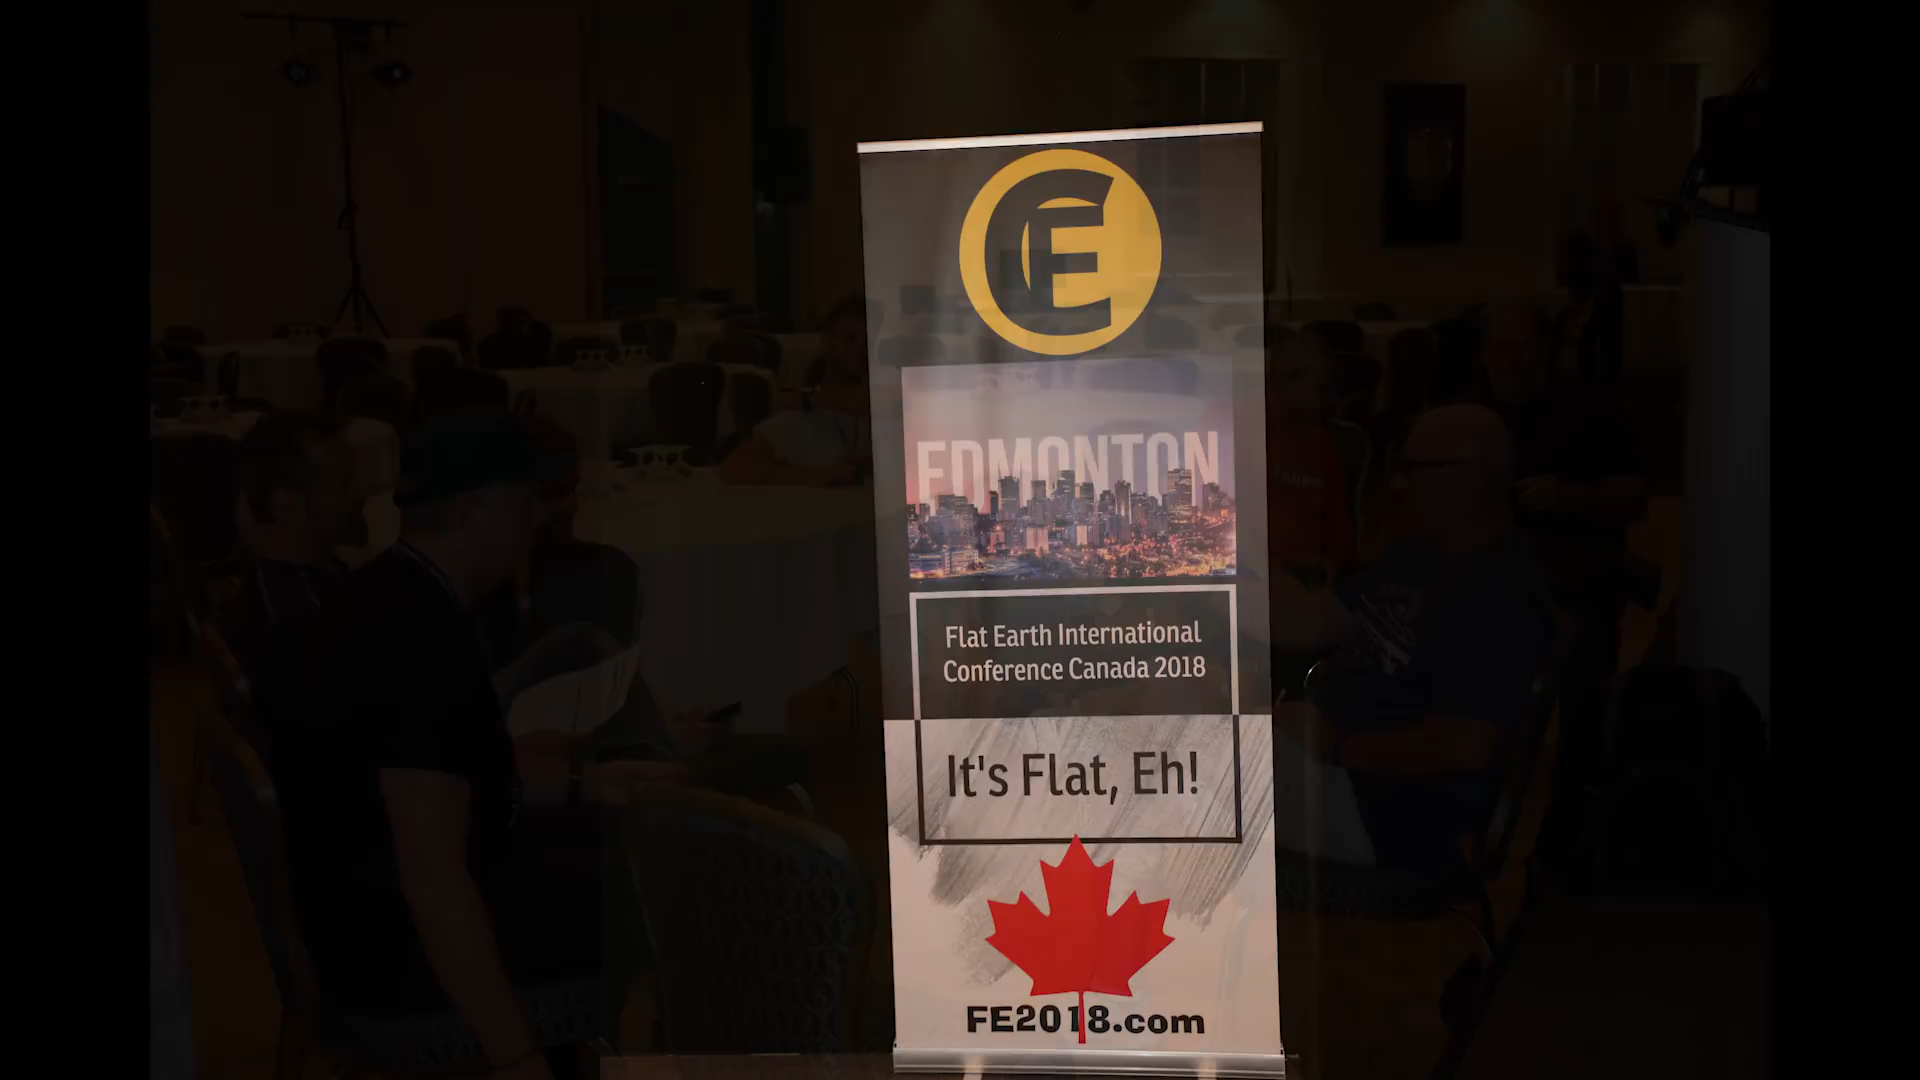 FE
EDMONTON
Flat Earth International
Conference Canada 2018
It's Flat, Eh!
FE2018.com